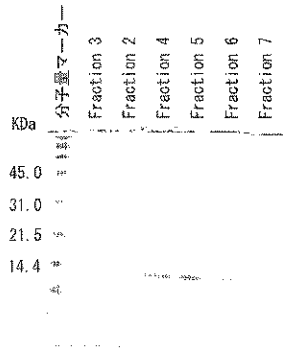 分子量マーカー
Fraction 3
Fraction 2
Fraction 4
Fraction 5
Fraction 6
Fraction 7
KDa
45.0
31.0
21.5
14.4